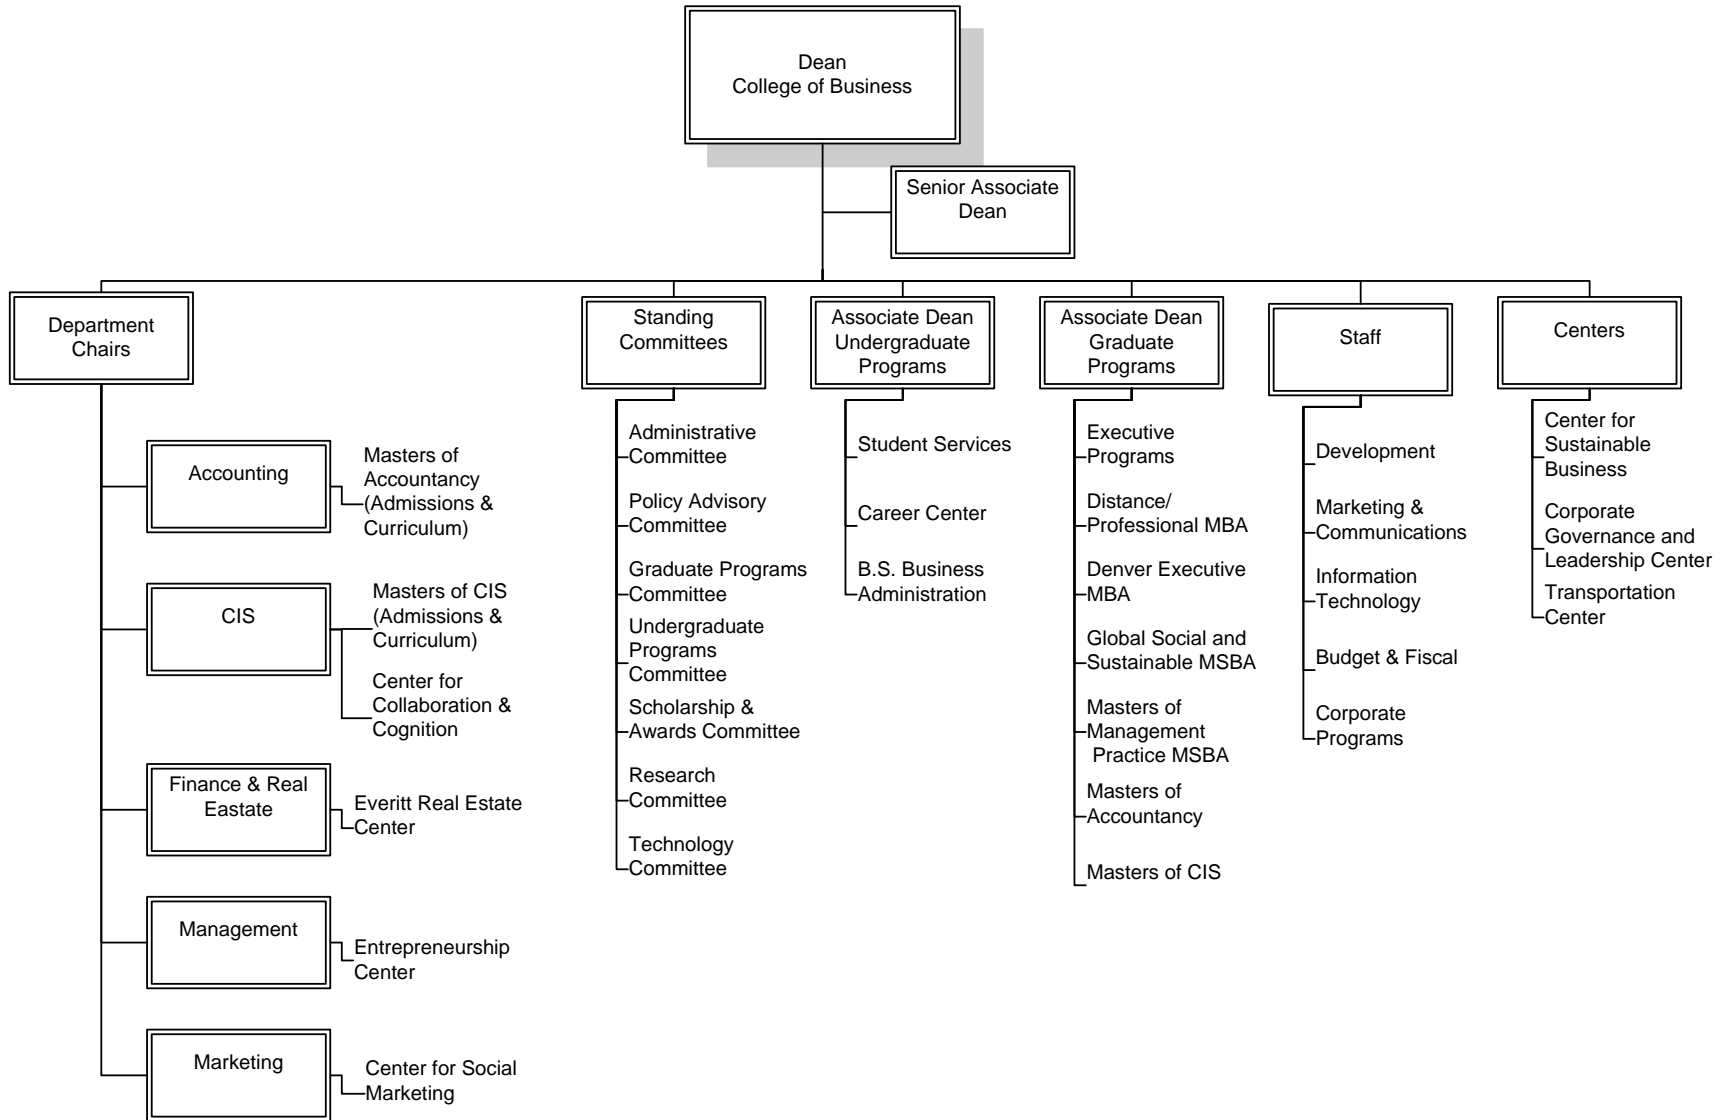 Dean
College of Business
Senior Associate
Dean
Department
Chairs
Accounting
Masters of
Accountancy
(Admissions &
Curriculum)
CIS
Masters of CIS
(Admissions &
Curriculum)
Center for
Collaboration &
Cognition
Finance & Real
Eastate
Everitt Real Estate
Center
Management
Entrepreneurship
Center
Marketing
Center for Social
Marketing
Standing
Committees
Administrative
Committee
Policy Advisory
Committee
Graduate Programs
Committee
Undergraduate
Programs
Committee
Scholarship &
Awards Committee
Research
Committee
Technology
Committee
Associate Dean
Undergraduate
Programs
Student Services
Career Center
B.S. Business
Administration
Associate Dean
Graduate
Programs
Executive
Programs
Distance/
Professional MBA
Denver Executive
MBA
Global Social and
Sustainable MSBA
Masters of
Management
Practice MSBA
Masters of
Accountancy
Masters of CIS
Staff
Development
Marketing &
Communications
Information
Technology
Budget & Fiscal
Corporate
Programs
Centers
Center for
Sustainable
Business
Corporate
Governance and
Leadership Center
Transportation
Center